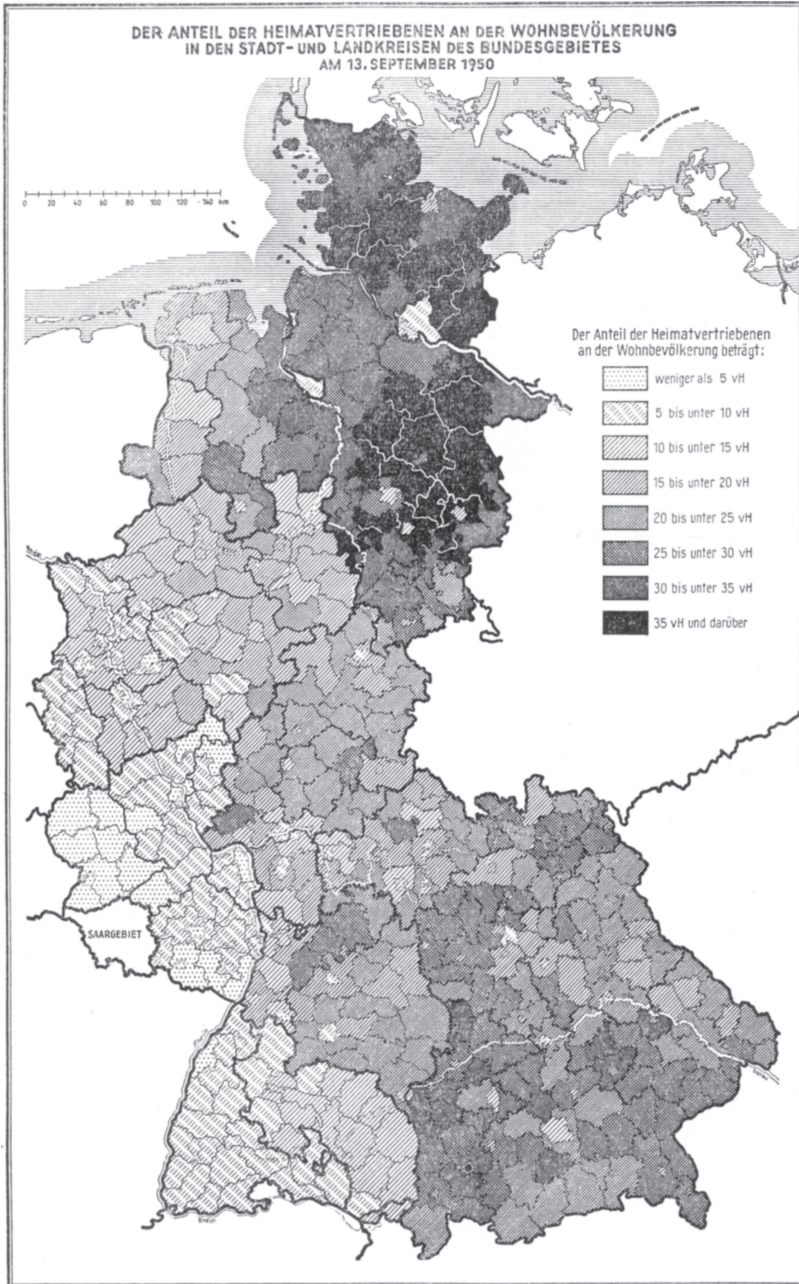 DER ANTEIL DER HEIMATVERTRIEBENEN AN DER WOHNBEVÖLKERUNG
IN DEN STADT- UND LANDKREISEN DES BUNDESGEBIETES
AM 13. SEPTEMBER 1950
0 20 40 60 80 100 120 140 km
Der Anteil der Heimatvertriebenen
an der Wohnbevölkerung beträgt:
weniger als 5 vH
5 bis unter 10 vH
10 bis unter 15 vH
15 bis unter 20 vH
20 bis unter 25 vH
25 bis unter 30 vH
30 bis unter 35 vH
35 vH und darüber
SAARGEBIET
Donau
Rhein